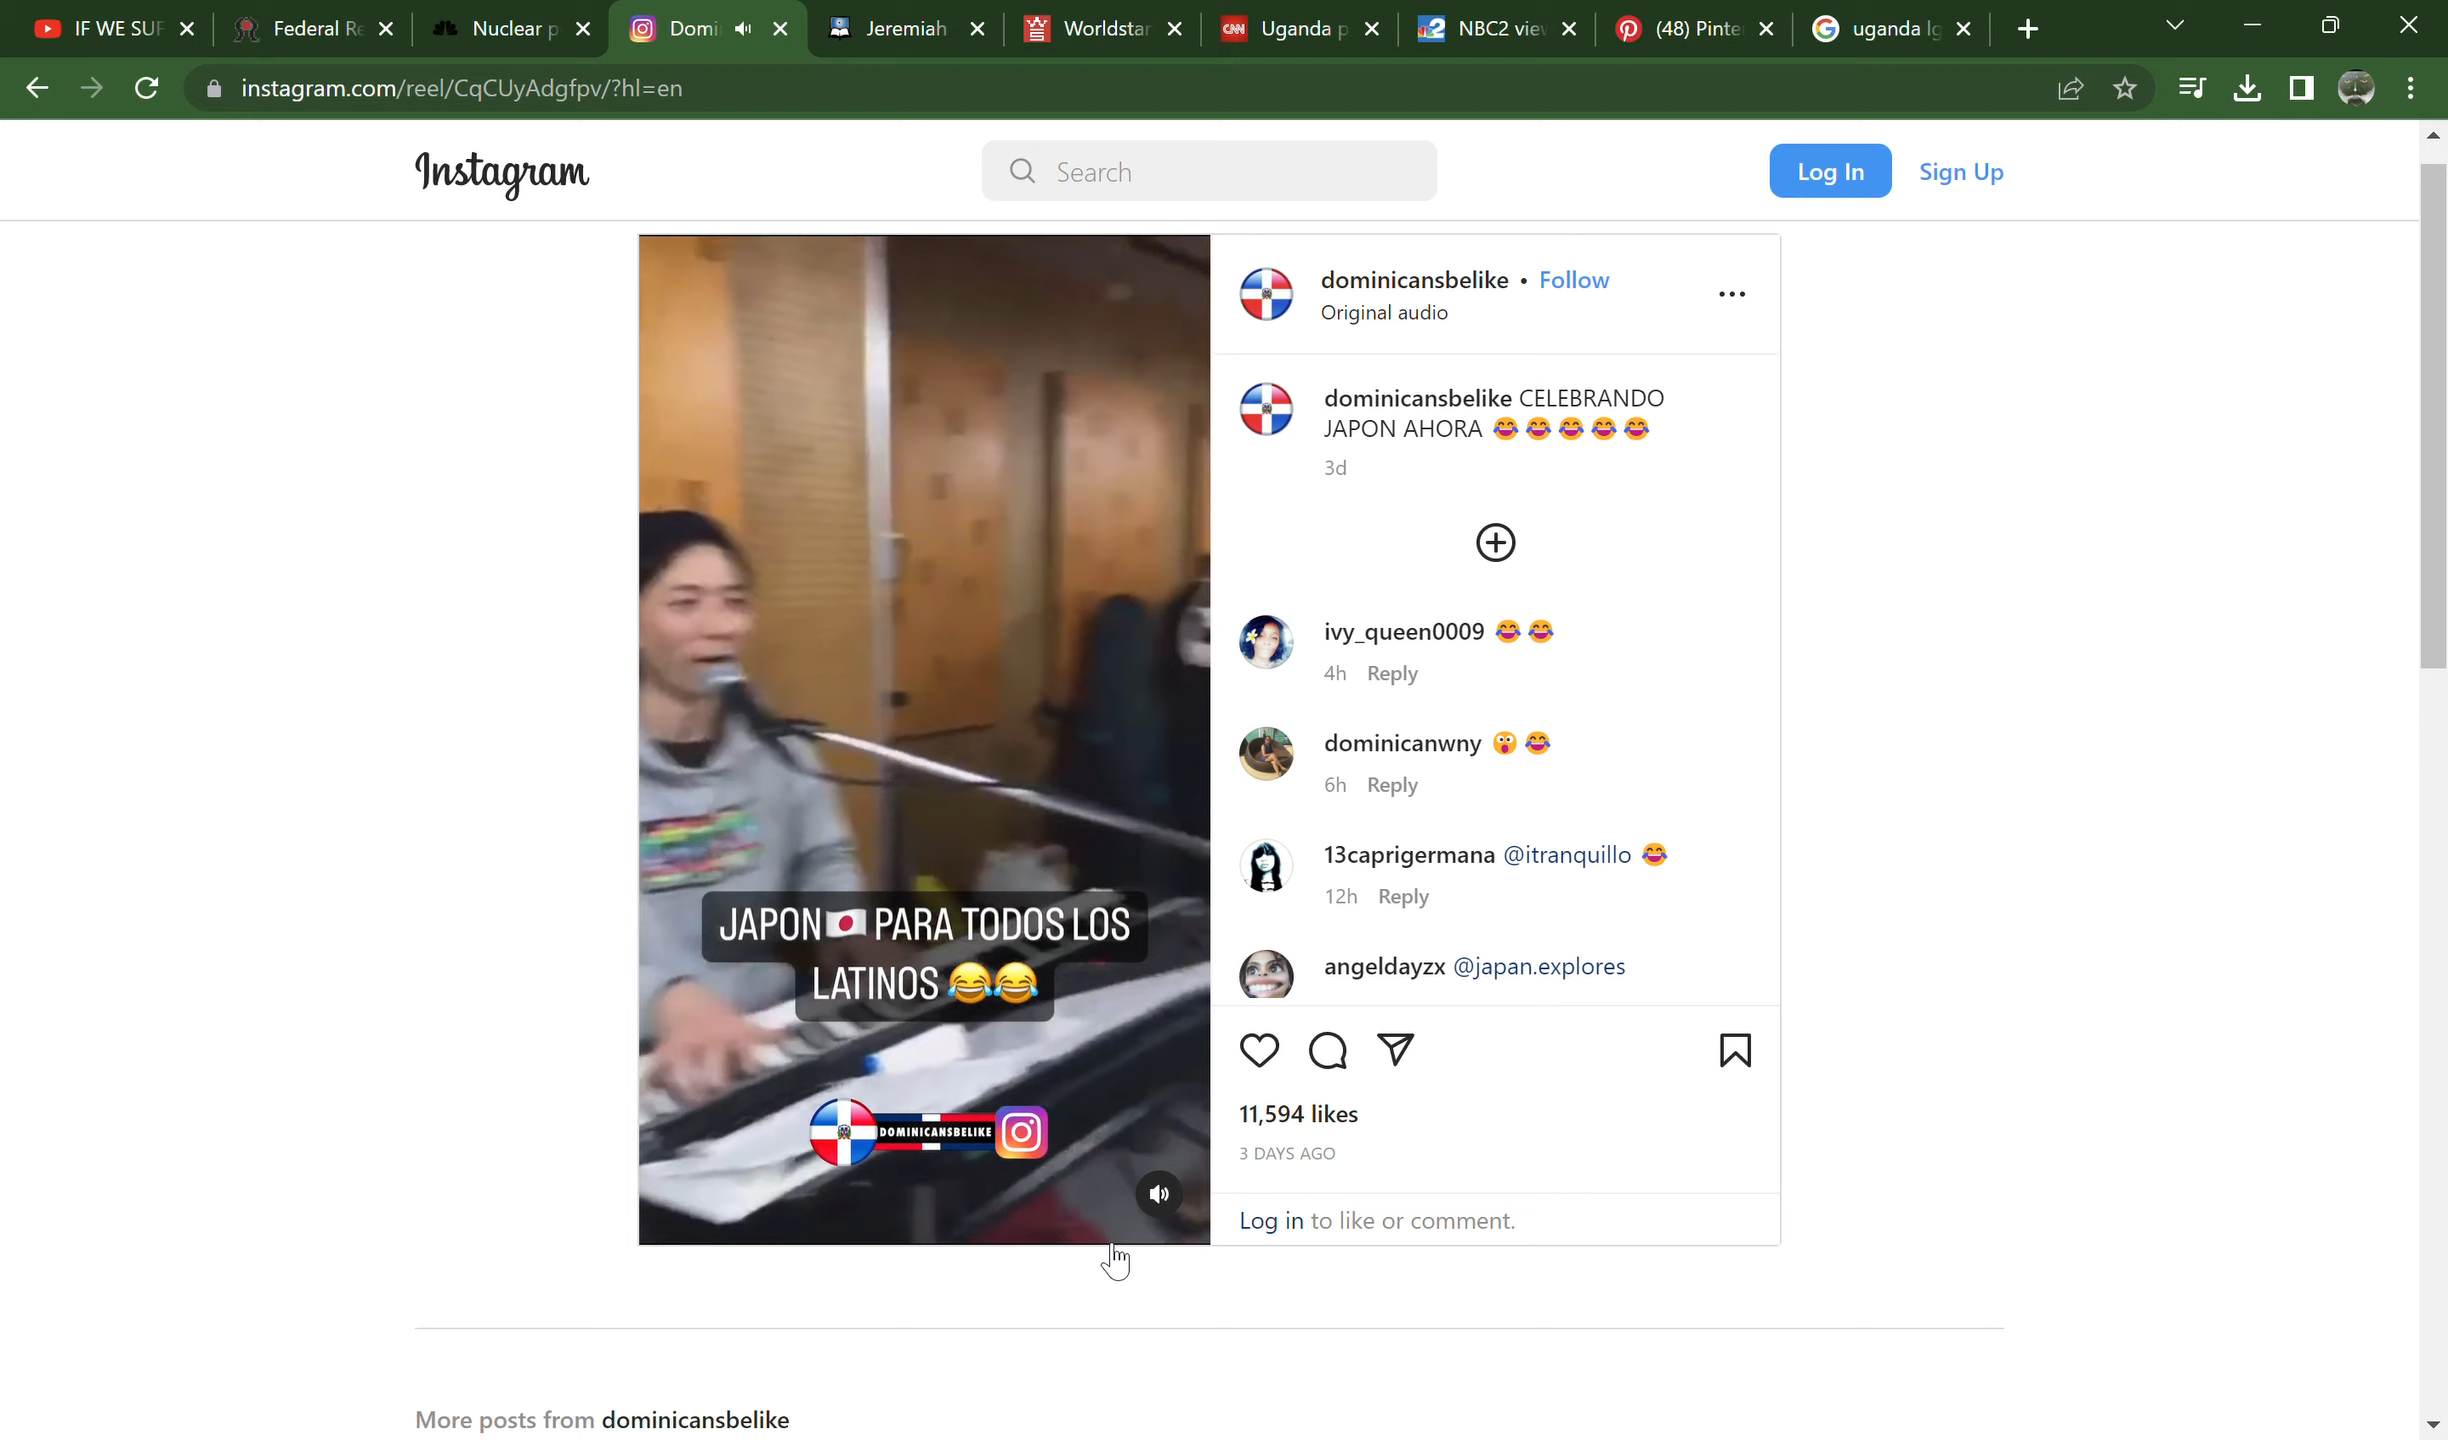 IF WE SUF
Federal Re
Nuclear p
Domi
Jeremiah
Worldstar
CNN Uganda p
NBC2 view
(48) Pinte
uganda lg
instagram.com/reel/CqCUyAdgfpv/?hl=en
Instagram
Search
Log In
Sign Up
dominicansbelike • Follow
Original audio
dominicansbelike CELEBRANDO
JAPON AHORA 😂😂😂😂😂
3d
ivy_queen0009 😂😂
4h Reply
dominicanwny 😲😂
6h Reply
13caprigermana @itranquillo 😂
12h Reply
angeldayzx @japan.explores
JAPON🇯🇵PARA TODOS LOS
LATINOS 😂😂
DOMINICANSBELIKE
11,594 likes
3 DAYS AGO
Log in to like or comment.
More posts from dominicansbelike